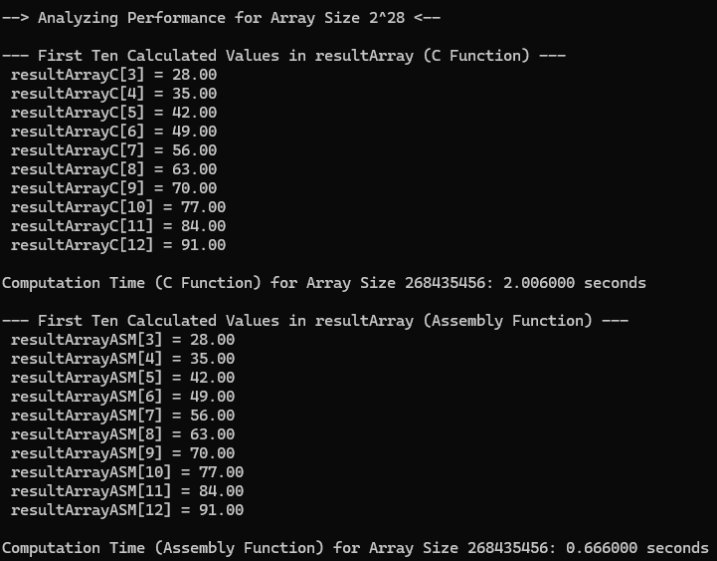 --> Analyzing Performance for Array Size 2^28 <--
--- First Ten Calculated Values in resultArray (C Function) ---
resultArrayC[3] = 28.00
resultArrayC[4] = 35.00
resultArrayC[5] = 42.00
resultArrayC[6] = 49.00
resultArrayC[7] = 56.00
resultArrayC[8] = 63.00
resultArrayC[9] = 70.00
resultArrayC[10] = 77.00
resultArrayC[11] = 84.00
resultArrayC[12] = 91.00
Computation Time (C Function) for Array Size 268435456: 2.006000 seconds
--- First Ten Calculated Values in resultArray (Assembly Function) ---
resultArrayASM[3] = 28.00
resultArrayASM[4] = 35.00
resultArrayASM[5] = 42.00
resultArrayASM[6] = 49.00
resultArrayASM[7] = 56.00
resultArrayASM[8] = 63.00
resultArrayASM[9] = 70.00
resultArrayASM[10] = 77.00
resultArrayASM[11] = 84.00
resultArrayASM[12] = 91.00
Computation Time (Assembly Function) for Array Size 268435456: 0.666000 seconds